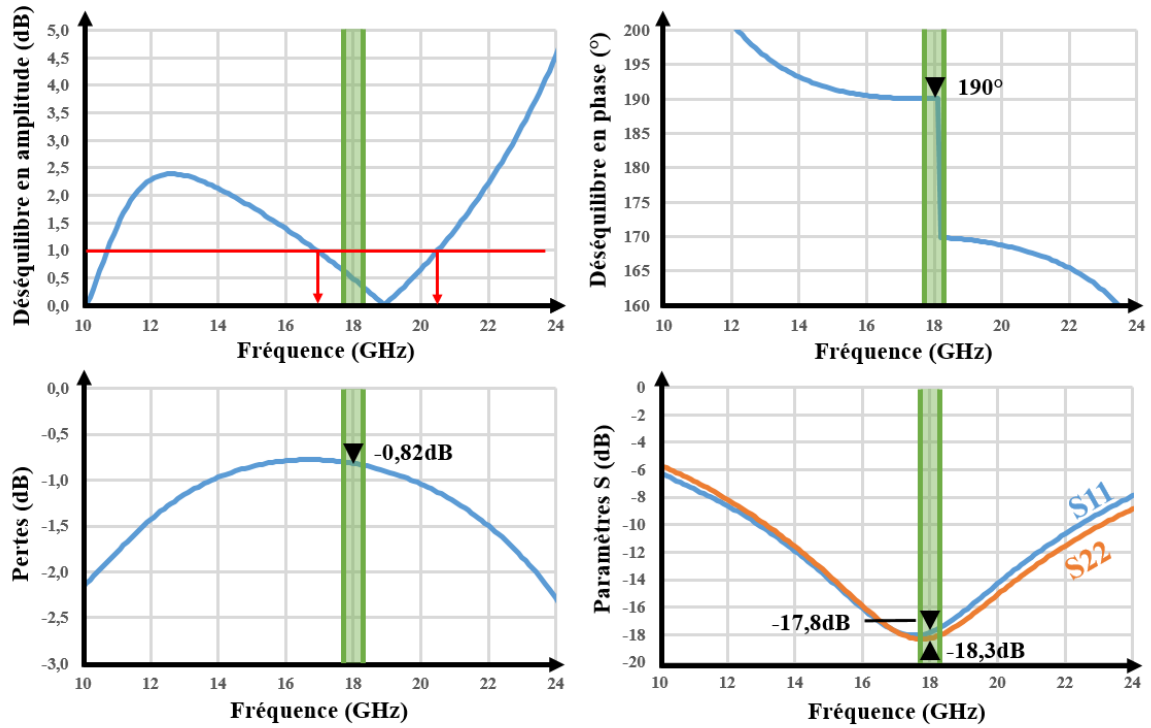 Déséquilibre en amplitude (dB)
5,0
4,5
4,0
3,5
3,0
2,5
2,0
1,5
1,0
0,5
0,0
10 12 14 16 18 20 22 24
Fréquence (GHz)
Déséquilibre en phase (°)
200
195
190
185
180
175
170
165
160
190°
10 12 14 16 18 20 22 24
Fréquence (GHz)
Pertes (dB)
0,0
-0,5
-1,0
-1,5
-2,0
-2,5
-3,0
-0,82dB
10 12 14 16 18 20 22 24
Fréquence (GHz)
Paramètres S (dB)
0
-2
-4
-6
-8
-10
-12
-14
-16
-18
-20
S11
S22
-17,8dB
-18,3dB
10 12 14 16 18 20 22 24
Fréquence (GHz)